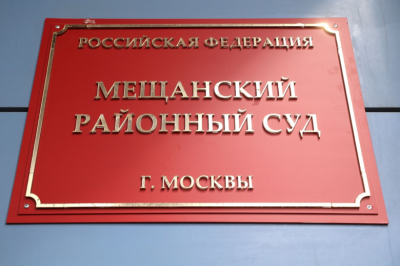 РОССИЙСКАЯ ФЕДЕРАЦИЯ
МЕЩАНСКИЙ
РАЙОННЫЙ СУД
Г. МОСКВЫ